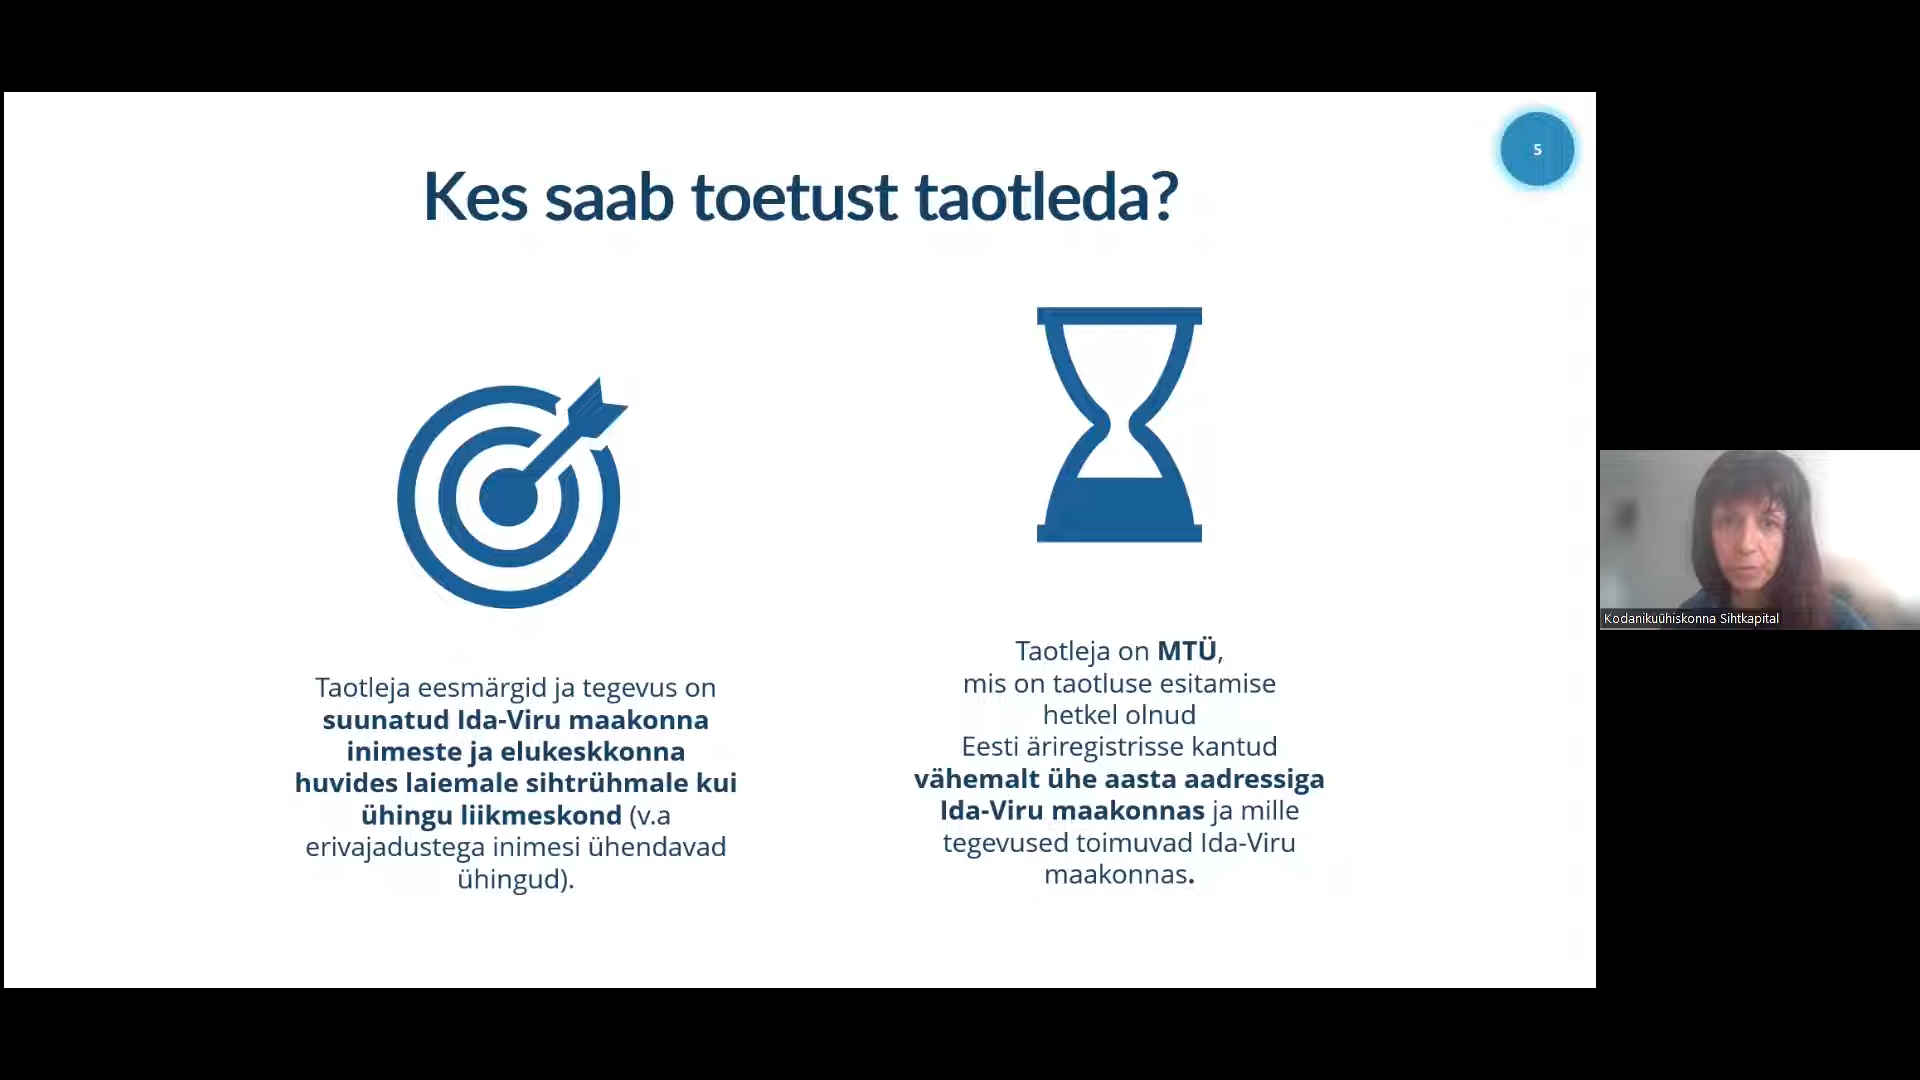 5
Kes saab toetust taotleda?
Taotleja eesmärgid ja tegevus on
suunatud Ida-Viru maakonna
inimeste ja elukeskkonna
huvides laiemale sihtrühmale kui
ühingu liikmeskond (v.a
erivajadustega inimesi ühendavad
ühingud).
Taotleja on MTÜ,
mis on taotluse esitamise
hetkel olnud
Eesti äriregistrisse kantud
vähemalt ühe aasta aadressiga
Ida-Viru maakonnas ja mille
tegevused toimuvad Ida-Viru
maakonnas.
Kodanikuühiskonna Sihtkapital